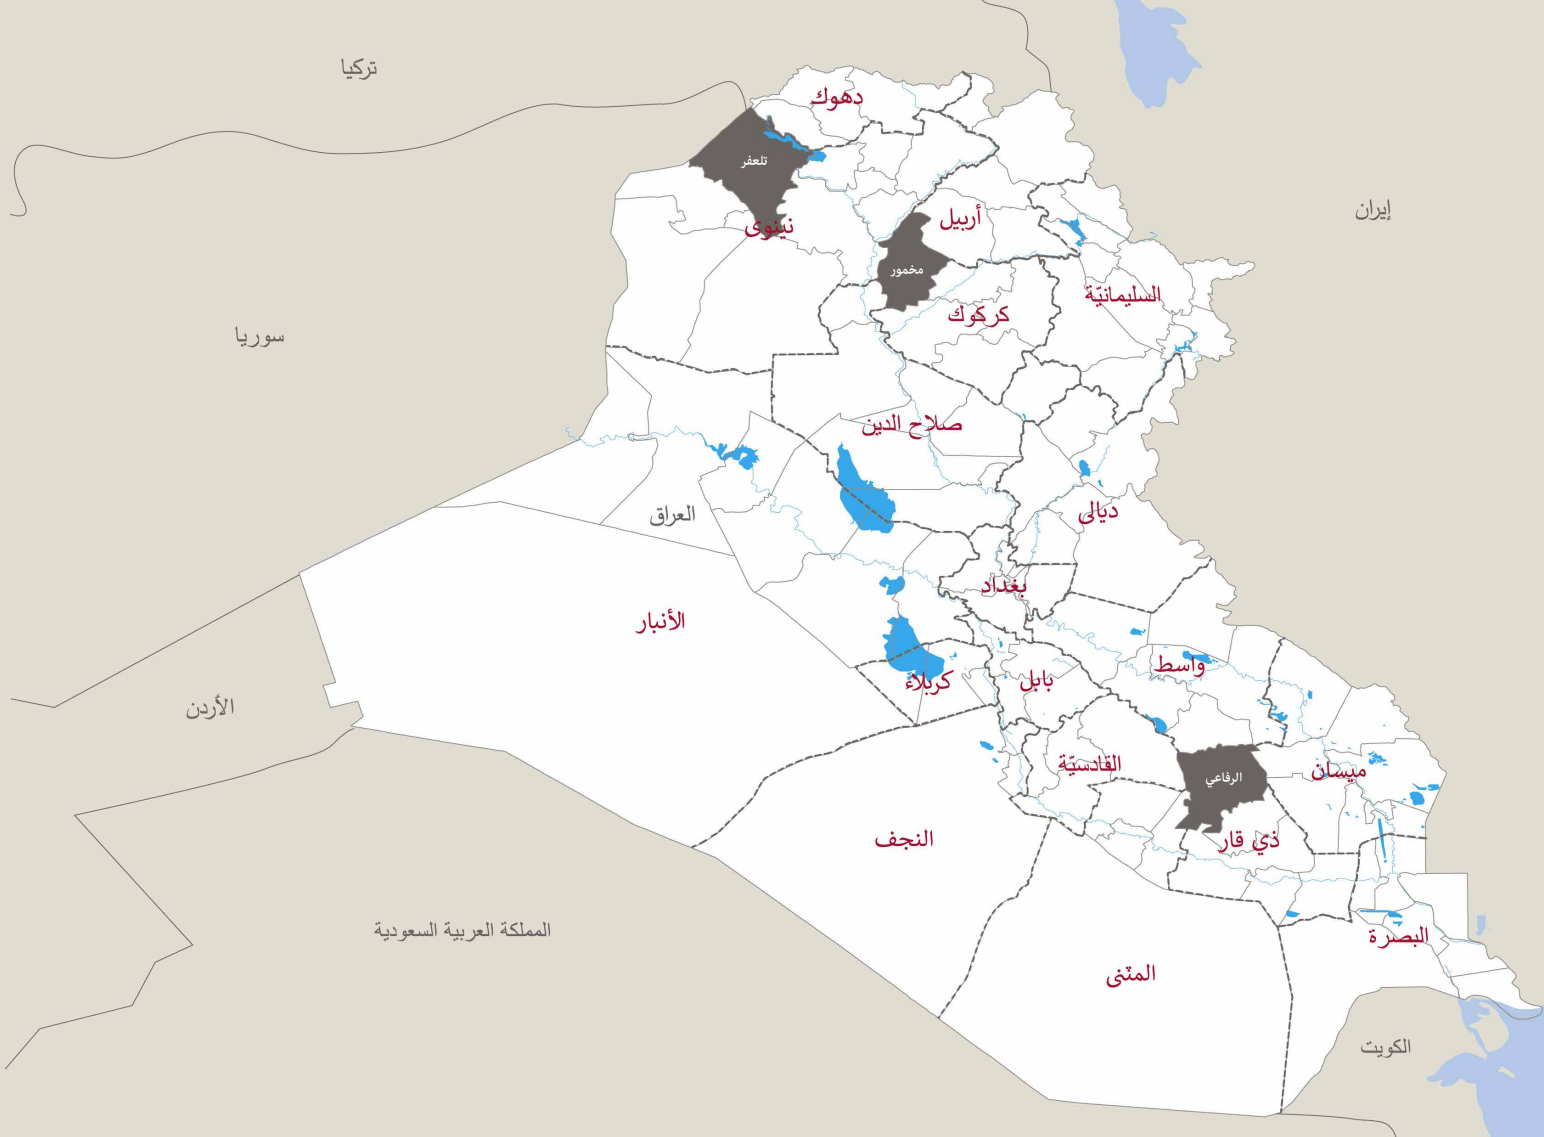 تركيا
دهوك
تلعفر
إيران
أربيل
نينوى
مخمور
السليمانيّة
كركوك
سوريا
صلاح الدين
ديالى
العراق
بغداد
الأنبار
واسط
كربلاء
بابل
الأردن
القادسيّة
ميسان
الرفاعي
النجف
ذي قار
المملكة العربية السعودية
البصرة
المثنى
الكويت